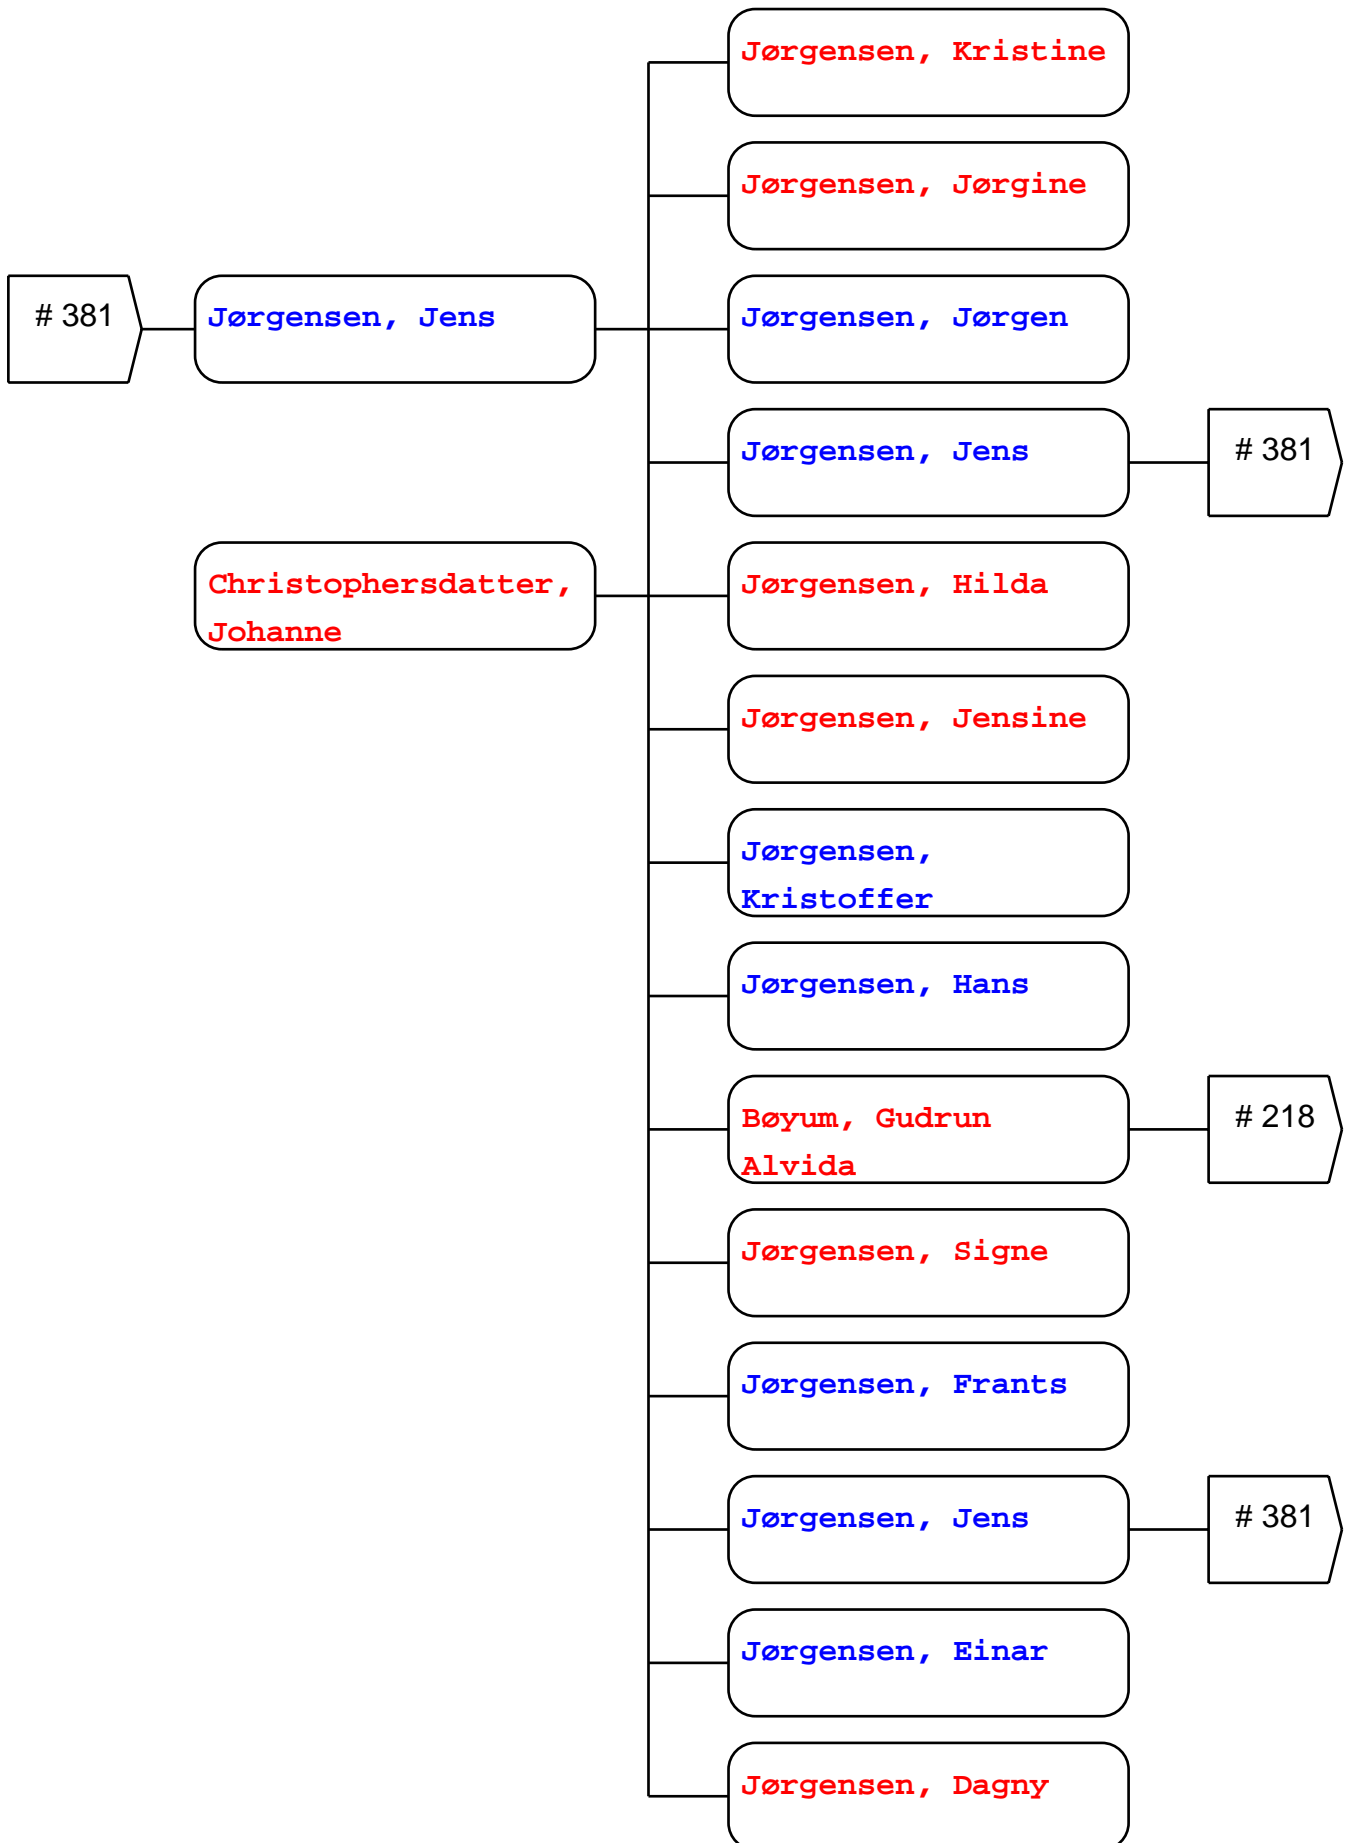 Jørgensen, Kristine
Jørgensen, Jørgine
# 381
Jørgensen, Jens
Jørgensen, Jørgen
Jørgensen, Jens
# 381
Christophersdatter,
Johanne
Jørgensen, Hilda
Jørgensen, Jensine
Jørgensen,
Kristoffer
Jørgensen, Hans
Bøyum, Gudrun
Alvida
# 218
Jørgensen, Signe
Jørgensen, Frants
Jørgensen, Jens
# 381
Jørgensen, Einar
Jørgensen, Dagny